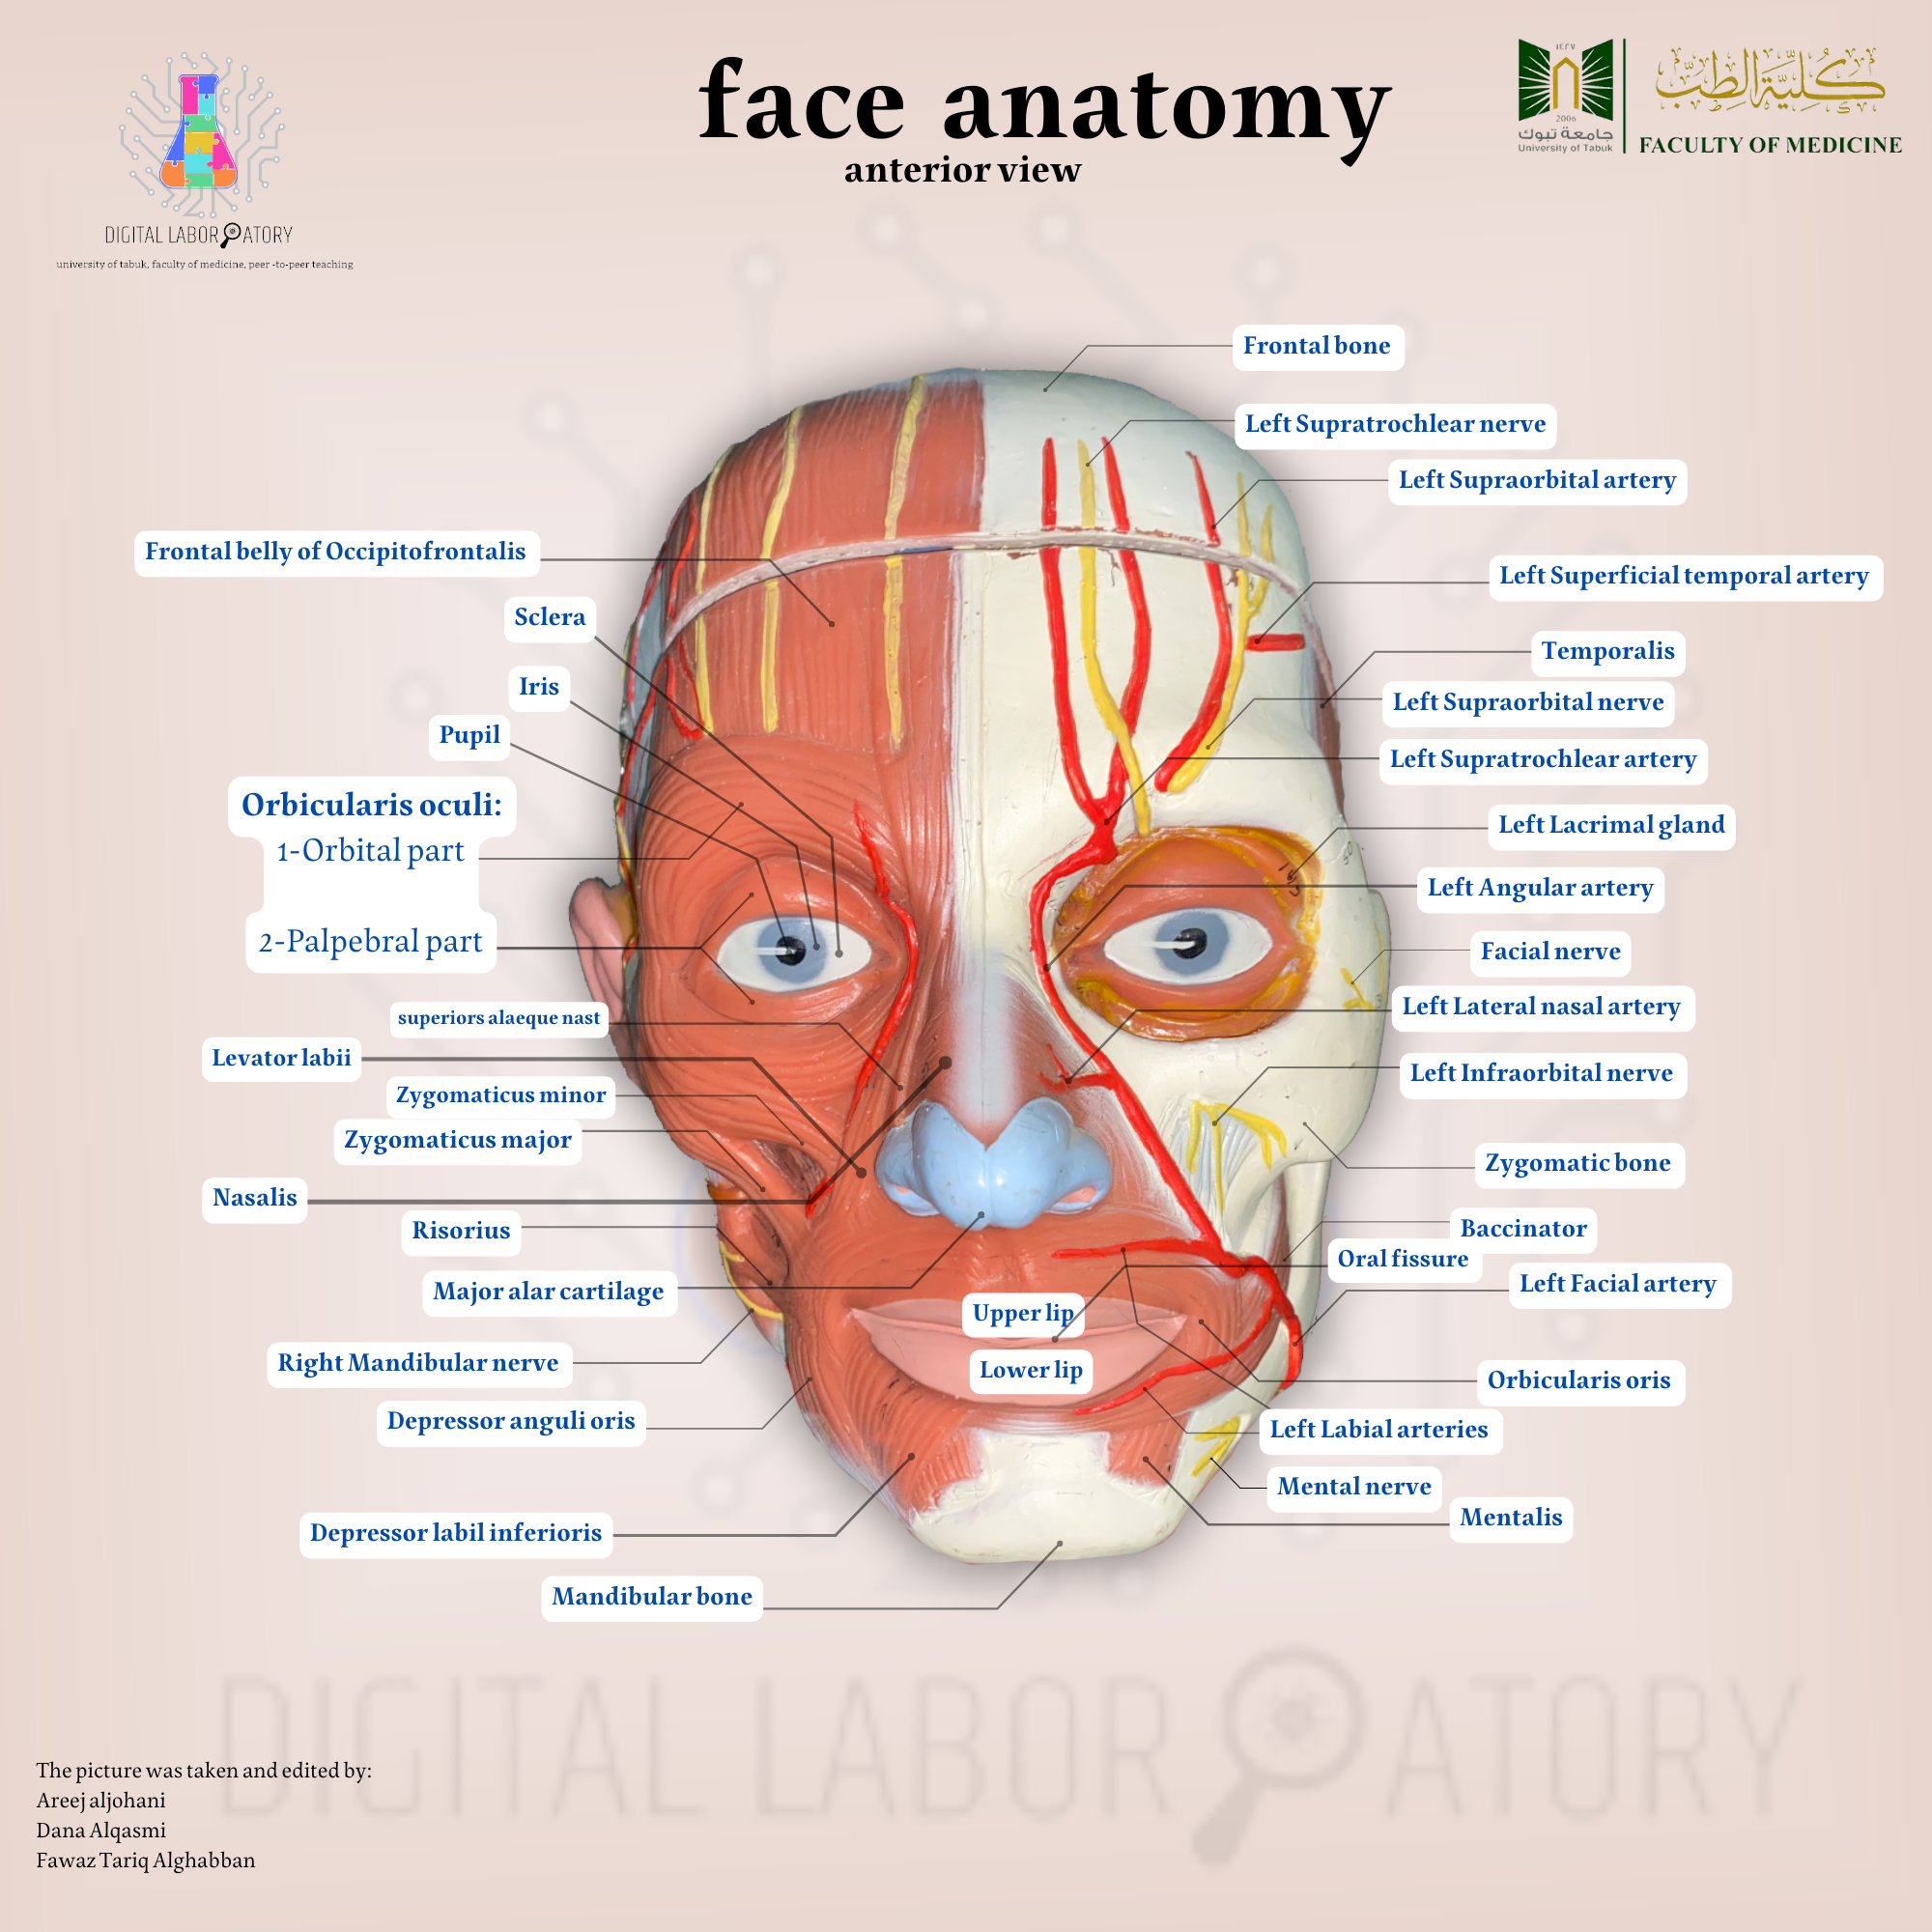 face anatomy
anterior view
١٤٢٧
2006
جامعة تبوك
University of Tabuk
كلية الطب
FACULTY OF MEDICINE
DIGITAL LABORATORY
university of tabuk, faculty of medicine, peer -to-peer teaching
Frontal bone
Left Supratrochlear nerve
Left Supraorbital artery
Left Superficial temporal artery
Temporalis
Left Supraorbital nerve
Left Supratrochlear artery
Left Lacrimal gland
Left Angular artery
Facial nerve
Left Lateral nasal artery
Left Infraorbital nerve
Zygomatic bone
Baccinator
Oral fissure
Left Facial artery
Orbicularis oris
Left Labial arteries
Mental nerve
Mentalis
Frontal belly of Occipitofrontalis
Sclera
Iris
Pupil
Orbicularis oculi:
1-Orbital part
2-Palpebral part
superiors alaeque nast
Levator labii
Zygomaticus minor
Zygomaticus major
Nasalis
Risorius
Major alar cartilage
Upper lip
Lower lip
Right Mandibular nerve
Depressor anguli oris
Depressor labil inferioris
Mandibular bone
DIGITAL LABORATORY
The picture was taken and edited by:
Areej aljohani
Dana Alqasmi
Fawaz Tariq Alghabban